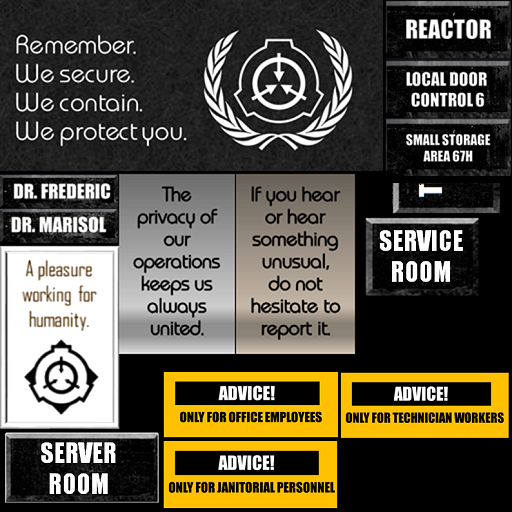 Remember.
We secure.
We contain.
We protect you.
REACTOR
LOCAL DOOR
CONTROL 6
SMALL STORAGE
AREA 67H
DR. FREDERIC
DR. MARISOL
The
privacy of
our
operations
keeps us
always
united.
If you hear
or hear
something
unusual,
do not
hesitate to
report it.
T
SERVICE
ROOM
A pleasure
working for
humanity.
ADVICE!
ONLY FOR OFFICE EMPLOYEES
ADVICE!
ONLY FOR TECHNICIAN WORKERS
SERVER
ROOM
ADVICE!
ONLY FOR JANITORIAL PERSONNEL